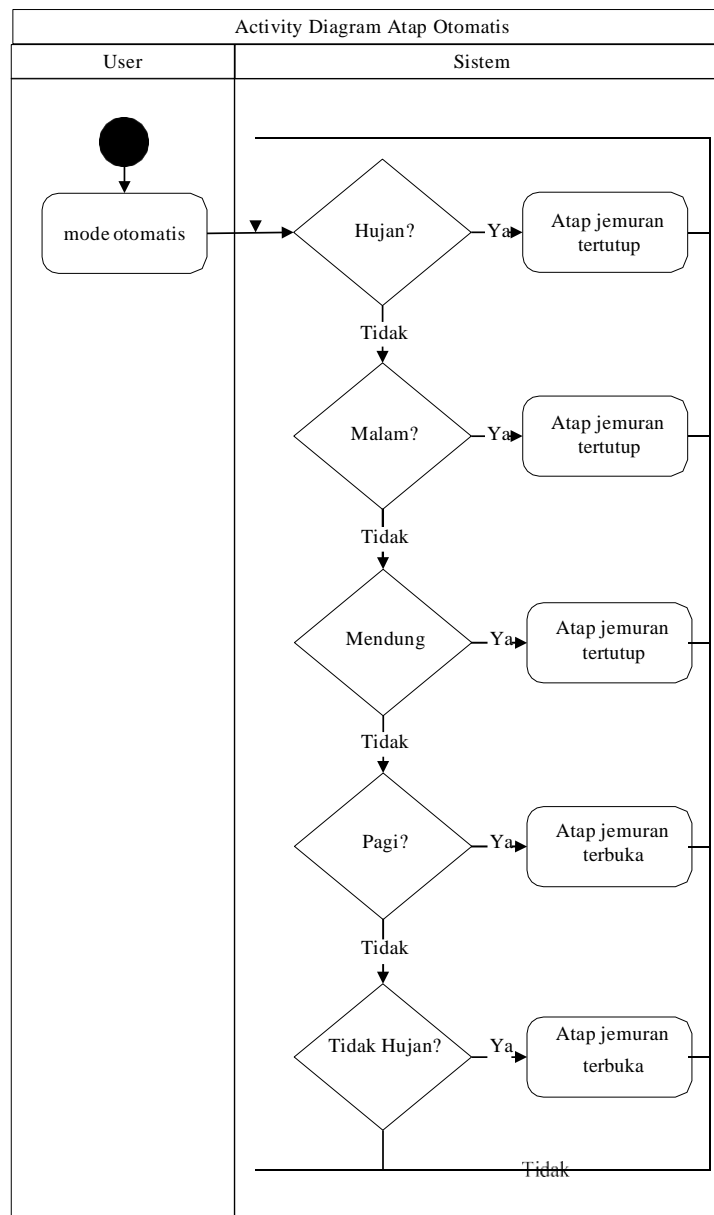 Activity Diagram Atap Otomatis
User
Sistem
mode otomatis
Hujan?
Ya
Atap jemuran
tertutup
Tidak
Malam?
Ya
Atap jemuran
tertutup
Tidak
Mendung
Ya
Atap jemuran
tertutup
Tidak
Pagi?
Ya
Atap jemuran
terbuka
Tidak
Tidak Hujan?
Ya
Atap jemuran
terbuka
Tidak